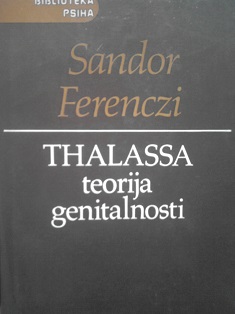 BIBLIOTEKA
PSIHA
Sándor
Ferenczi
THALASSA
teorija
genitalnosti